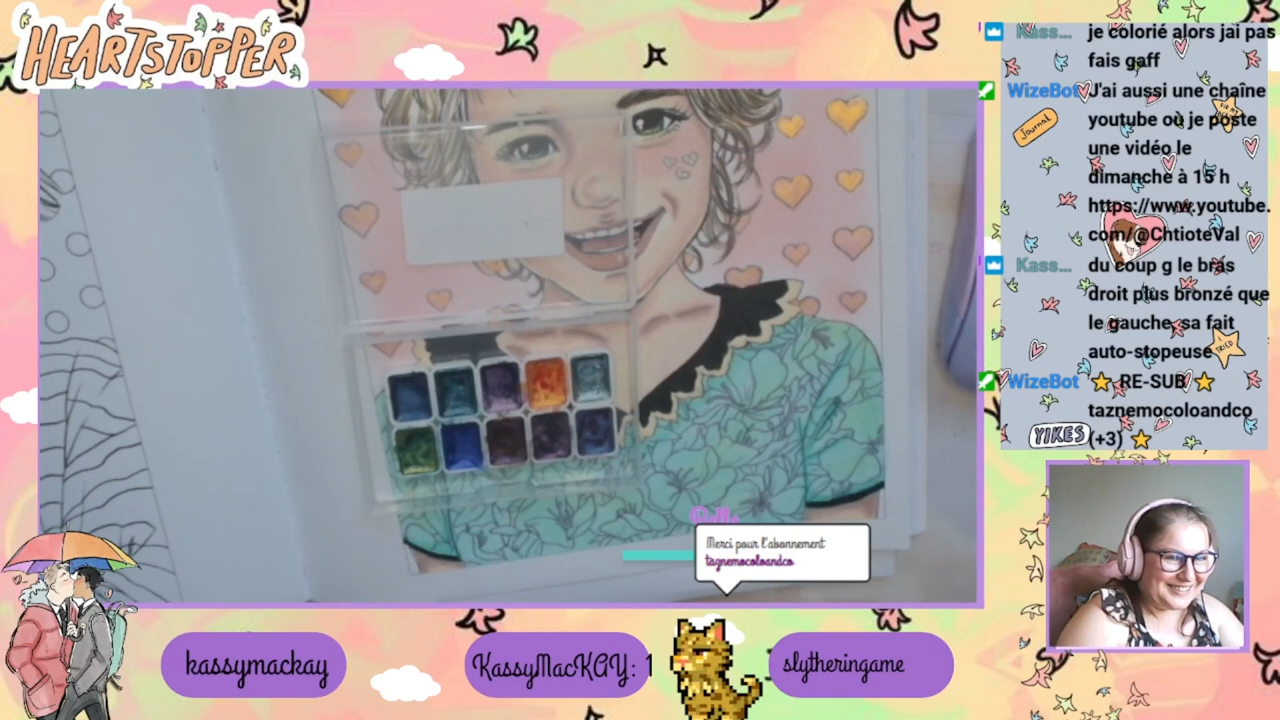 HEARTSTOPPER
Kass... je colorié alors jai pas
fais gaff
WizeBot J'ai aussi une chaîne
youtube où je poste
une vidéo le
dimanche à 15 h
https://www.youtube.
com/@ChtioteVal
Kass... du coup g le bras
droit plus bronzé que
le gauche sa fait
auto-stopeuse
WizeBot ⭐ RE-SUB ⭐
taznemocoloandco
(+3) ⭐
Journal
TRIED
YIKES
Merci pour l'abonnement
taznemocoloandco
kassymackay
KassyMacKAY: 1
slytheringame